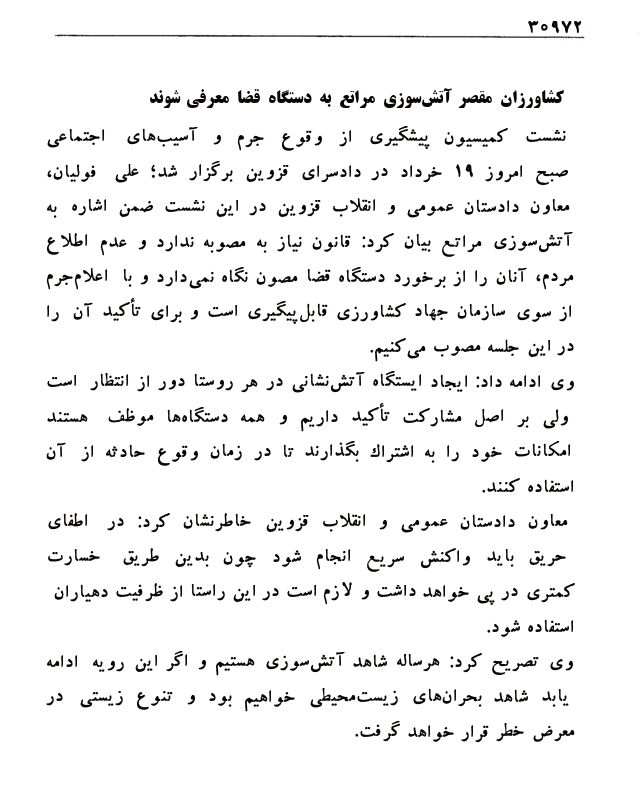 ۳۰۹۷۲
کشاورزان مقصر آتش‌سوزی مراتع به دستگاه قضا معرفی شوند
نشست کمیسیون پیشگیری از وقوع جرم و آسیب‌های اجتماعی
صبح امروز ۱۹ خرداد در دادسرای قزوین برگزار شد؛ علی فولیان،
معاون دادستان عمومی و انقلاب قزوین در این نشست ضمن اشاره به
آتش‌سوزی مراتع بیان کرد: قانون نیاز به مصوبه ندارد و عدم اطلاع
مردم، آنان را از برخورد دستگاه قضا مصون نگاه نمی‌دارد و با اعلام‌جرم
از سوی سازمان جهاد کشاورزی قابل‌پیگیری است و برای تأکید آن را
در این جلسه مصوب می‌کنیم.
وی ادامه داد: ایجاد ایستگاه آتش‌نشانی در هر روستا دور از انتظار است
ولی بر اصل مشارکت تأکید داریم و همه دستگاه‌ها موظف هستند
امکانات خود را به اشتراك بگذارند تا در زمان وقوع حادثه از آن
استفاده کنند.
معاون دادستان عمومی و انقلاب قزوین خاطرنشان کرد: در اطفای
حریق باید واکنش سریع انجام شود چون بدین طریق خسارت
کمتری در پی خواهد داشت و لازم است در این راستا از ظرفیت دهیاران
استفاده شود.
وی تصریح کرد: هرساله شاهد آتش‌سوزی هستیم و اگر این رویه ادامه
یابد شاهد بحران‌های زیست‌محیطی خواهیم بود و تنوع زیستی در
معرض خطر قرار خواهد گرفت.